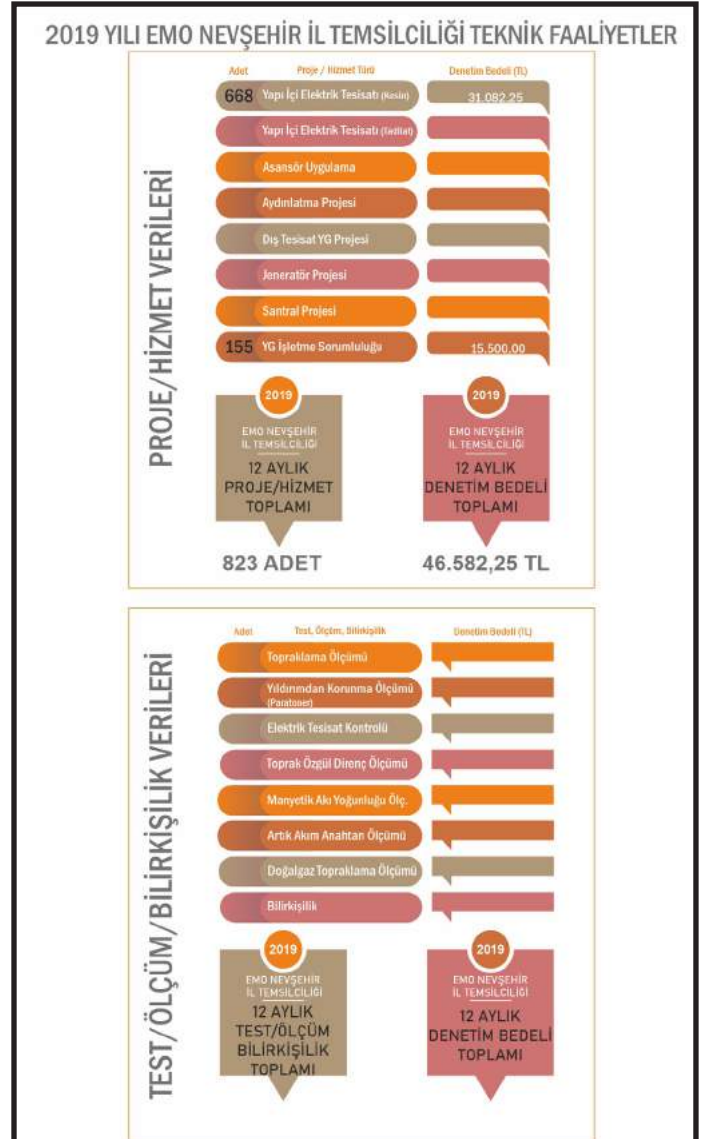 2019 YILI EMO NEVŞEHİR İL TEMSİLCİLİĞİ TEKNİK FAALİYETLER
PROJE/HİZMET VERİLERİ
Adet Proje / Hizmet Türü Denetim Bedeli (TL)
668 Yapı İçi Elektrik Tesisatı (Kesin) 31.082.25
Yapı İçi Elektrik Tesisatı (Tadilat)
Asansör Uygulama
Aydınlatma Projesi
Dış Tesisat YG Projesi
Jeneratör Projesi
Santral Projesi
155 YG İşletme Sorumluluğu 15.500.00
2019
EMO NEVŞEHİR
İL TEMSİLCİLİĞİ
12 AYLIK
PROJE/HİZMET
TOPLAMI
823 ADET
2019
EMO NEVŞEHİR
İL TEMSİLCİLİĞİ
12 AYLIK
DENETİM BEDELİ
TOPLAMI
46.582,25 TL
TEST/ÖLÇÜM/BİLİRKİŞİLİK VERİLERİ
Adet Test, Ölçüm, Bilirkişilik Denetim Bedeli (TL)
Topraklama Ölçümü
Yıldırımdan Korunma Ölçümü
(Paratoner)
Elektrik Tesisat Kontrolü
Toprak Özgül Direnç Ölçümü
Manyetik Akı Yoğunluğu Ölç.
Artık Akım Anahtarı Ölçümü
Doğalgaz Topraklama Ölçümü
Bilirkişilik
2019
EMO NEVŞEHİR
İL TEMSİLCİLİĞİ
12 AYLIK
TEST/ÖLÇÜM
BİLİRKİŞİLİK
TOPLAMI
2019
EMO NEVŞEHİR
İL TEMSİLCİLİĞİ
12 AYLIK
DENETİM BEDELİ
TOPLAMI